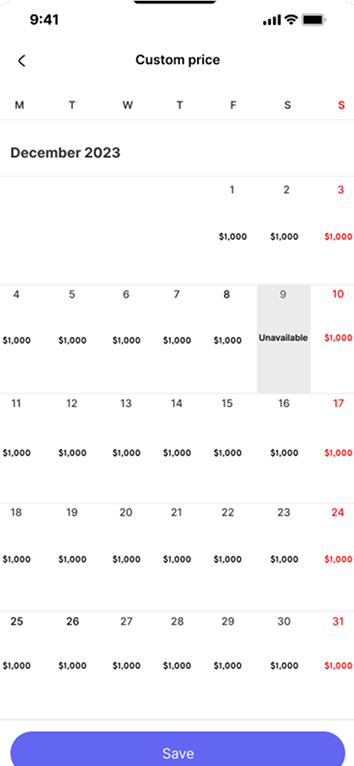 9:41
Custom price
M T W T F S S
December 2023
1 2 3
$1,000 $1,000 $1,000
4 5 6 7 8 9 10
$1,000 $1,000 $1,000 $1,000 $1,000 Unavailable $1,000
11 12 13 14 15 16 17
$1,000 $1,000 $1,000 $1,000 $1,000 $1,000 $1,000
18 19 20 21 22 23 24
$1,000 $1,000 $1,000 $1,000 $1,000 $1,000 $1,000
25 26 27 28 29 30 31
$1,000 $1,000 $1,000 $1,000 $1,000 $1,000 $1,000
Save